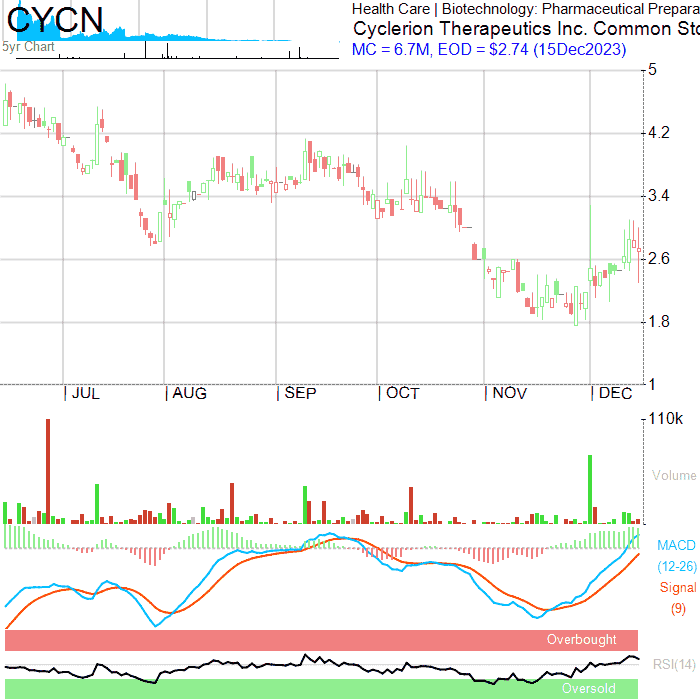 CYCN
5yr Chart
Health Care | Biotechnology: Pharmaceutical Prepara
Cyclerion Therapeutics Inc. Common Sto
MC = 6.7M, EOD = $2.74 (15Dec2023)
5
4.2
3.4
2.6
1.8
1
| JUL | AUG | SEP | OCT | NOV | DEC
110k
Volume
MACD
(12-26)
Signal
(9)
Overbought
RSI(14)
Oversold